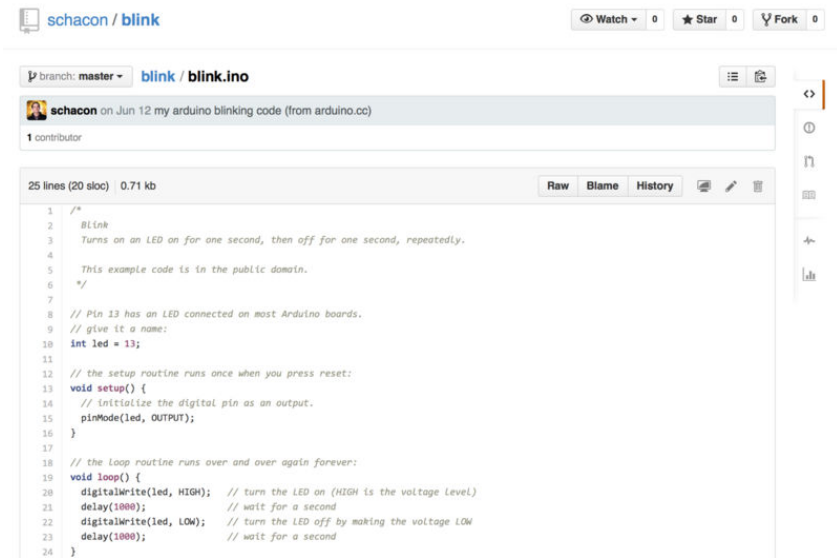 schacon / blink
Watch 0 Star 0 Fork 0
branch: master blink / blink.ino
schacon on Jun 12 my arduino blinking code (from arduino.cc)
1 contributor
25 lines (20 sloc) 0.71 kb Raw Blame History
1 /*
2   Blink
3   Turns on an LED on for one second, then off for one second, repeatedly.
4
5   This example code is in the public domain.
6  */
7
8 // Pin 13 has an LED connected on most Arduino boards.
9 // give it a name:
10 int led = 13;
11
12 // the setup routine runs once when you press reset:
13 void setup() {
14   // initialize the digital pin as an output.
15   pinMode(led, OUTPUT);
16 }
17
18 // the loop routine runs over and over again forever:
19 void loop() {
20   digitalWrite(led, HIGH);   // turn the LED on (HIGH is the voltage level)
21   delay(1000);               // wait for a second
22   digitalWrite(led, LOW);    // turn the LED off by making the voltage LOW
23   delay(1000);               // wait for a second
24 }